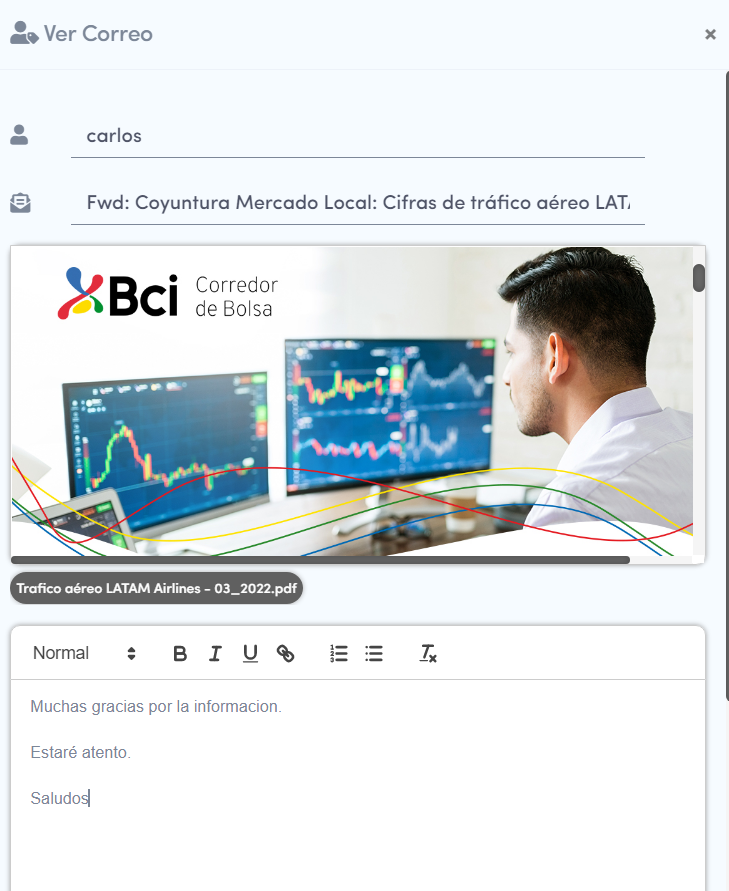 Ver Correo
×
carlos
Fwd: Coyuntura Mercado Local: Cifras de tráfico aéreo LATA
Bci Corredor
de Bolsa
Trafico aéreo LATAM Airlines - 03_2022.pdf
Normal B I U
Muchas gracias por la informacion.
Estaré atento.
Saludos